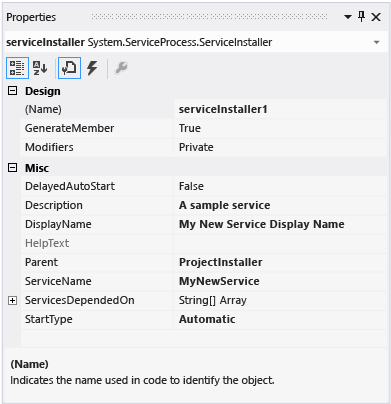 Properties
serviceInstaller System.ServiceProcess.ServiceInstaller
Design
(Name) serviceInstaller1
GenerateMember True
Modifiers Private
Misc
DelayedAutoStart False
Description A sample service
DisplayName My New Service Display Name
HelpText
Parent ProjectInstaller
ServiceName MyNewService
ServicesDependedOn String[] Array
StartType Automatic
(Name)
Indicates the name used in code to identify the object.